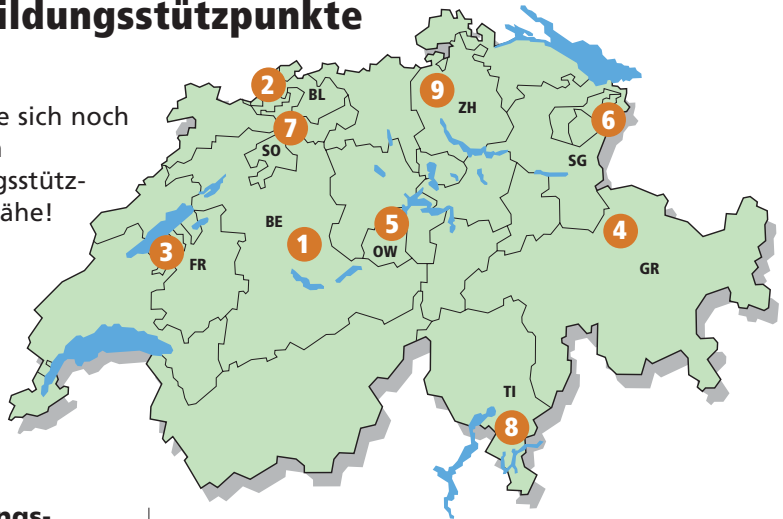 ildungsstützpunkte
e sich noch
gsstütz-
ähe!
2
BL
9
ZH
7
SO
6
SG
BE
1
5
OW
3
FR
4
GR
TI
8
ngs-